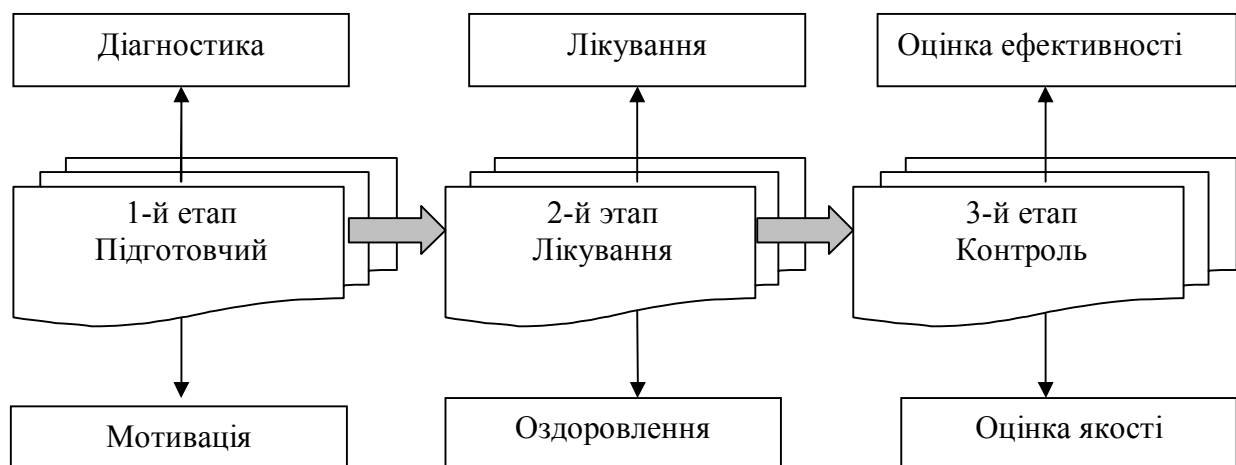 Діагностика
Лікування
Оцінка ефективності
1-й етап
Підготовчий
2-й этап
Лікування
3-й етап
Контроль
Мотивація
Оздоровлення
Оцінка якості